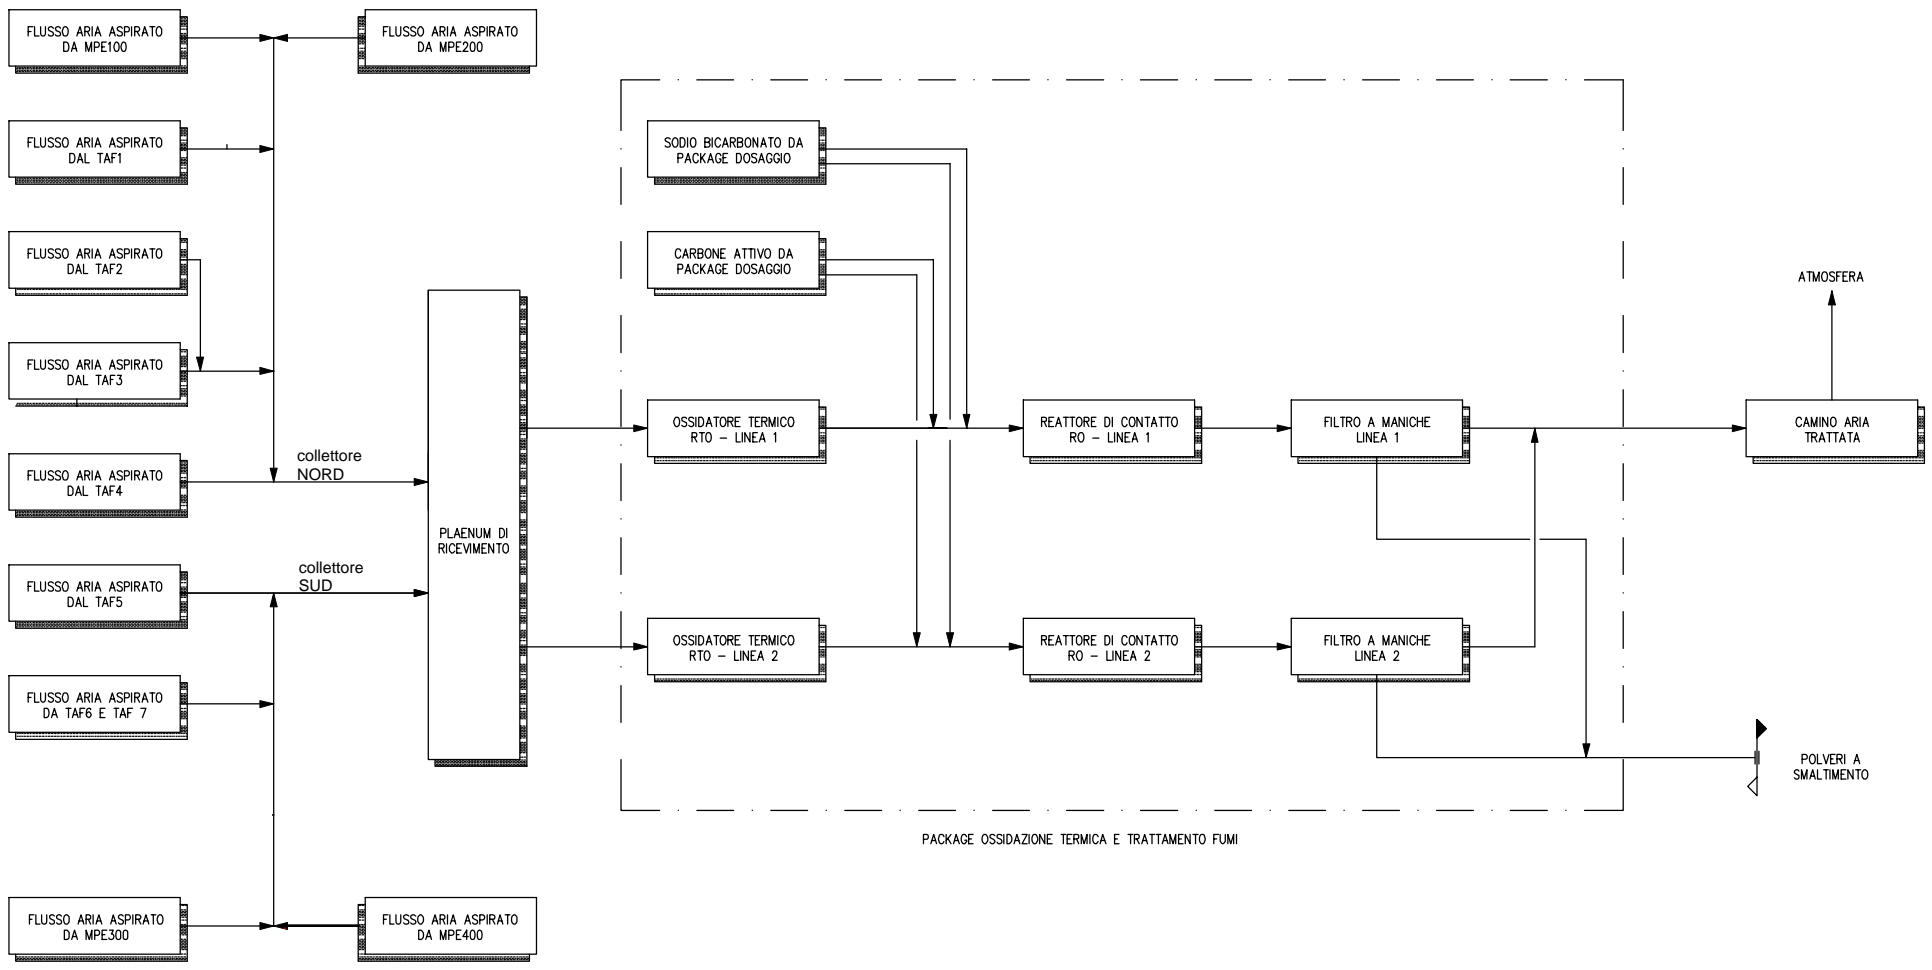 FLUSSO ARIA ASPIRATO
DA MPE100
FLUSSO ARIA ASPIRATO
DA MPE200
FLUSSO ARIA ASPIRATO
DAL TAF1
FLUSSO ARIA ASPIRATO
DAL TAF2
FLUSSO ARIA ASPIRATO
DAL TAF3
FLUSSO ARIA ASPIRATO
DAL TAF4
collettore
NORD
FLUSSO ARIA ASPIRATO
DAL TAF5
collettore
SUD
FLUSSO ARIA ASPIRATO
DA TAF6 E TAF 7
FLUSSO ARIA ASPIRATO
DA MPE300
FLUSSO ARIA ASPIRATO
DA MPE400
PLAENUM DI
RICEVIMENTO
SODIO BICARBONATO DA
PACKAGE DOSAGGIO
CARBONE ATTIVO DA
PACKAGE DOSAGGIO
OSSIDATORE TERMICO
RTO - LINEA 1
REATTORE DI CONTATTO
RO - LINEA 1
FILTRO A MANICHE
LINEA 1
OSSIDATORE TERMICO
RTO - LINEA 2
REATTORE DI CONTATTO
RO - LINEA 2
FILTRO A MANICHE
LINEA 2
ATMOSFERA
CAMINO ARIA
TRATTATA
POLVERI A
SMALTIMENTO
PACKAGE OSSIDAZIONE TERMICA E TRATTAMENTO FUMI